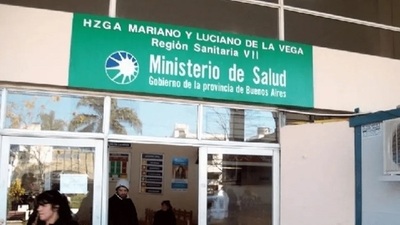 HZGA MARIANO Y LUCIANO DE LA VEGA
Región Sanitaria VII
Ministerio de Salud
Gobierno de la provincia de Buenos Aires